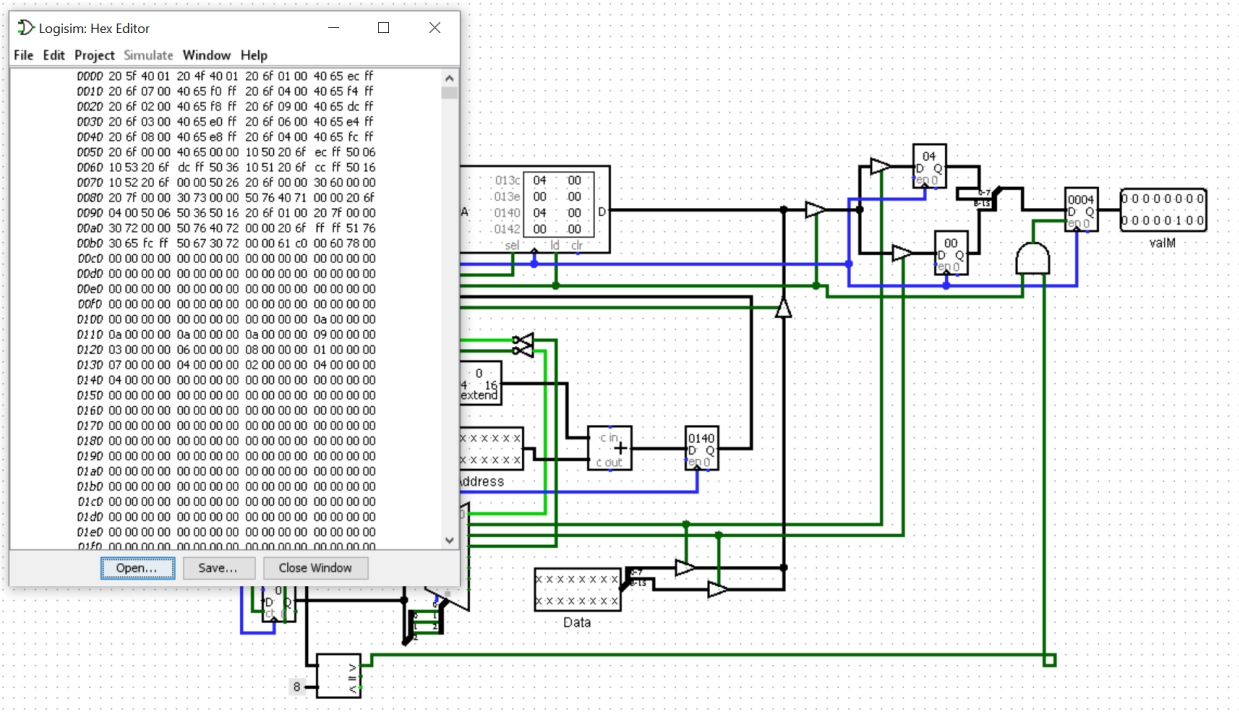 Logisim: Hex Editor
File Edit Project Simulate Window Help
0000 20 5f 40 01 20 4f 40 01 20 6f 01 00 40 65 ec ff
0010 20 6f 07 00 40 65 f0 ff 20 6f 04 00 40 65 f4 ff
0020 20 6f 02 00 40 65 f8 ff 20 6f 09 00 40 65 dc ff
0030 20 6f 03 00 40 65 e0 ff 20 6f 06 00 40 65 e4 ff
0040 20 6f 08 00 40 65 e8 ff 20 6f 04 00 40 65 fc ff
0050 20 6f 00 00 40 65 00 00 10 50 20 6f ec ff 50 06
0060 10 53 20 6f dc ff 50 36 10 51 20 6f cc ff 50 16
0070 10 52 20 6f 00 00 50 26 20 6f 00 00 30 60 00 00
0080 20 7f 00 00 30 73 00 00 50 76 40 71 00 00 20 6f
0090 04 00 50 06 50 36 50 16 20 6f 01 00 20 7f 00 00
00a0 30 72 00 00 50 76 40 72 00 00 20 6f ff ff 51 76
00b0 30 65 fc ff 50 67 30 72 00 00 61 c0 00 60 78 00
00c0 00 00 00 00 00 00 00 00 00 00 00 00 00 00 00 00
00d0 00 00 00 00 00 00 00 00 00 00 00 00 00 00 00 00
00e0 00 00 00 00 00 00 00 00 00 00 00 00 00 00 00 00
00f0 00 00 00 00 00 00 00 00 00 00 00 00 00 00 00 00
0100 00 00 00 00 00 00 00 00 00 00 00 00 0a 00 00 00
0110 0a 00 00 00 0a 00 00 00 0a 00 00 00 09 00 00 00
0120 03 00 00 00 06 00 00 00 08 00 00 00 01 00 00 00
0130 07 00 00 00 04 00 00 00 02 00 00 00 04 00 00 00
0140 04 00 00 00 00 00 00 00 00 00 00 00 00 00 00 00
0150 00 00 00 00 00 00 00 00 00 00 00 00 00 00 00 00
0160 00 00 00 00 00 00 00 00 00 00 00 00 00 00 00 00
0170 00 00 00 00 00 00 00 00 00 00 00 00 00 00 00 00
0180 00 00 00 00 00 00 00 00 00 00 00 00 00 00 00 00
0190 00 00 00 00 00 00 00 00 00 00 00 00 00 00 00 00
01a0 00 00 00 00 00 00 00 00 00 00 00 00 00 00 00 00
01b0 00 00 00 00 00 00 00 00 00 00 00 00 00 00 00 00
01c0 00 00 00 00 00 00 00 00 00 00 00 00 00 00 00 00
01d0 00 00 00 00 00 00 00 00 00 00 00 00 00 00 00 00
01e0 00 00 00 00 00 00 00 00 00 00 00 00 00 00 00 00
01f0 00 00 00 00 00 00 00 00 00 00 00 00 00 00 00 00
Open... Save... Close Window
A
013c 04 00
013e 00 00
0140 04 00
0142 00 00
D
sel ld clr
04
D Q
en 0
00
D Q
en 0
0-7
8-15
0004
D Q
en 0
0 0 0 0 0 0 0 0
0 0 0 0 0 1 0 0
valM
0
4 16
extend
x x x x x x
x x x x x x
ddress
c in
+
c out
0140
D Q
en 0
x x x x x x x x
x x x x x x x x
Data
0-7
8-15
0
D Q
ct 0
8
>
=
<